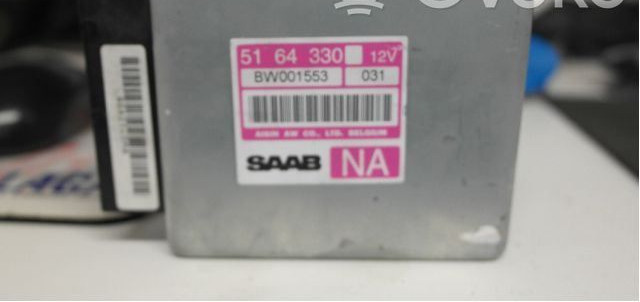 51 64 330 12V
BW001553 031
AISIN AW CO., LTD. BELGIUM
SAAB NA